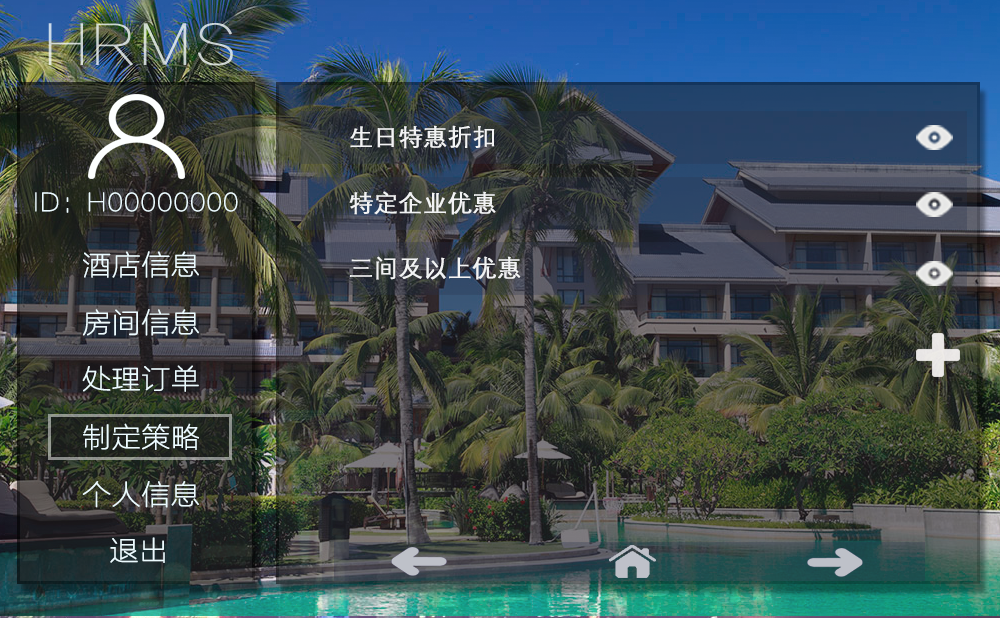 HRMS
ID：H00000000
酒店信息
房间信息
处理订单
制定策略
个人信息
退出
生日特惠折扣
特定企业优惠
三间及以上优惠